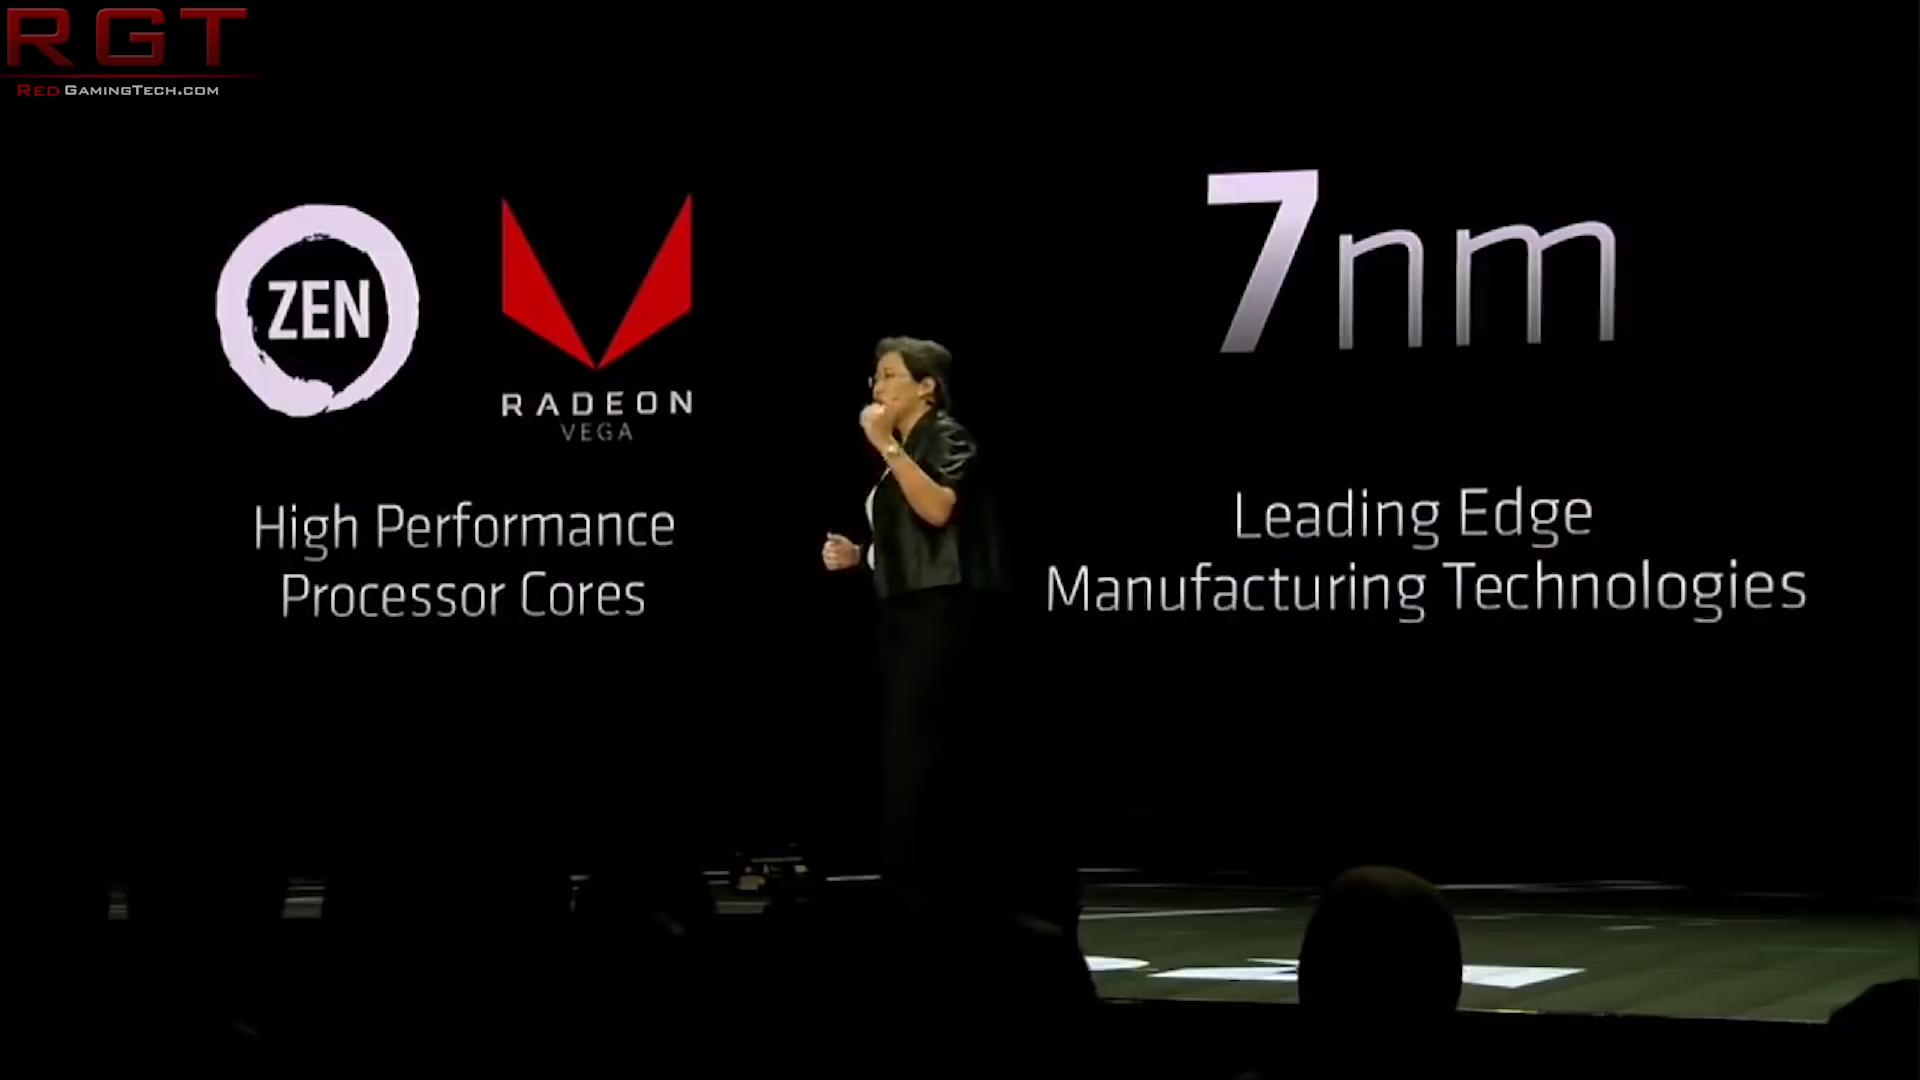 RGT
RedGamingTech.com
ZEN
RADEON
VEGA
High Performance
Processor Cores
7nm
Leading Edge
Manufacturing Technologies